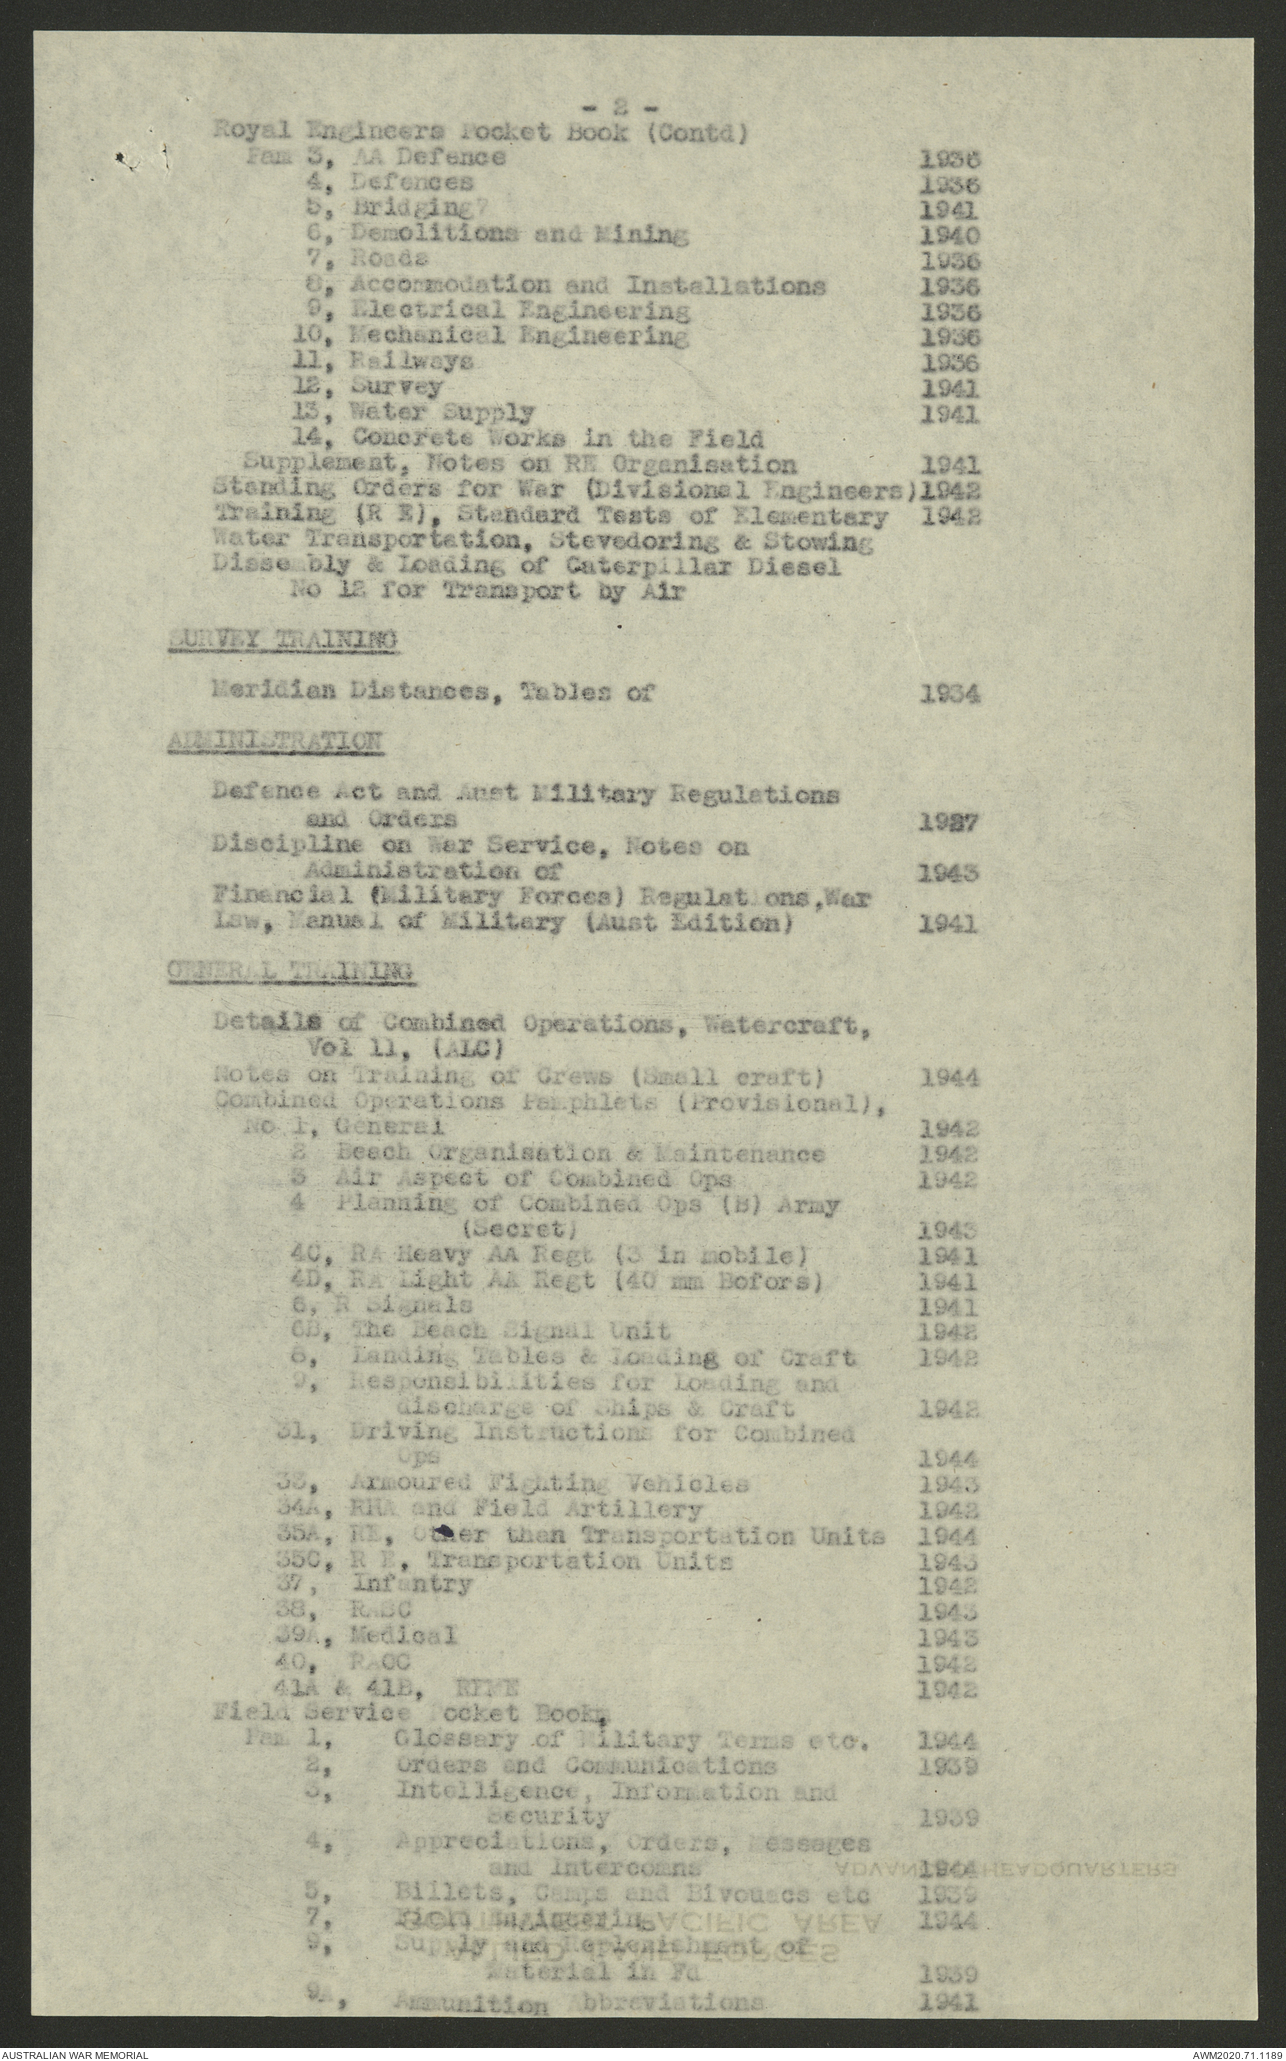 - 2 -
Royal Engineers Pocket Book (Contd)
Pam 3, AA Defence 1936
4, Defences 1936
5, Bridging? 1941
6, Demolitions and Mining 1940
7, Roads 1936
8, Accommodation and Installations 1936
9, Electrical Engineering 1936
10, Mechanical Engineering 1936
11, Railways 1936
12, Survey 1941
13, Water Supply 1941
14, Concrete Works in the Field
Supplement, Notes on RE Organisation 1941
Standing Orders for War (Divisional Engineers) 1942
Training (R E), Standard Tests of Elementary 1942
Water Transportation, Stevedoring & Stowing
Dissembly & Loading of Caterpillar Diesel
No 12 for Transport by Air
SURVEY TRAINING
Meridian Distances, Tables of 1934
ADMINISTRATION
Defence Act and Aust Military Regulations
and Orders 1927
Discipline on War Service, Notes on
Administration of 1943
Financial (Military Forces) Regulations, War
Law, Manual of Military (Aust Edition) 1941
GENERAL TRAINING
Details of Combined Operations, Watercraft,
Vol 11, (ALC)
Notes on Training of Crews (Small craft) 1944
Combined Operations Pamphlets (Provisional),
No 1, General 1942
2 Beach Organisation & Maintenance 1942
3 Air Aspect of Combined Ops 1942
4 Planning of Combined Ops (B) Army
(Secret) 1943
4C, RA Heavy AA Regt (3 in mobile) 1941
4D, RA Light AA Regt (40 mm Bofors) 1941
6, R Signals 1941
6B, The Beach Signal Unit 1942
8, Landing Tables & Loading of Craft 1942
9, Responsibilities for Loading and
discharge of Ships & Craft 1942
31, Driving Instructions for Combined
Ops 1944
33, Armoured Fighting Vehicles 1943
34A, RHA and Field Artillery 1942
35A, RE, Other than Transportation Units 1944
35C, R E, Transportation Units 1943
37, Infantry 1942
38, RASC 1943
39A, Medical 1943
40, RAOC 1942
41A & 41B, REME 1942
Field Service Pocket Book,
Pam 1, Glossary of Military Terms etc. 1944
2, Orders and Communications 1939
3, Intelligence, Information and
Security 1939
4, Appreciations, Orders, Messages
and Intercomns 1944
ADVANCED HEADQUARTERS
5, Billets, Camps and Bivouacs etc 1939
7, Field Engineering 1944
PACIFIC AREA
9, Supply and Replenishment of
FORCES
Material in Fd 1939
9A, Ammunition Abbreviations 1941
AUSTRALIAN WAR MEMORIAL
AWM2020.71.1189